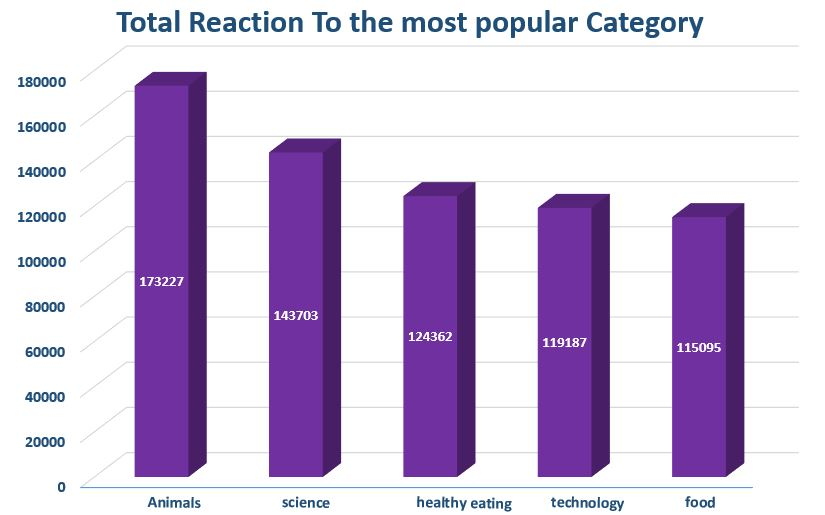 Total Reaction To the most popular Category
180000
160000
140000
120000
100000
80000
60000
40000
20000
0
173227
143703
124362
119187
115095
Animals
science
healthy eating
technology
food